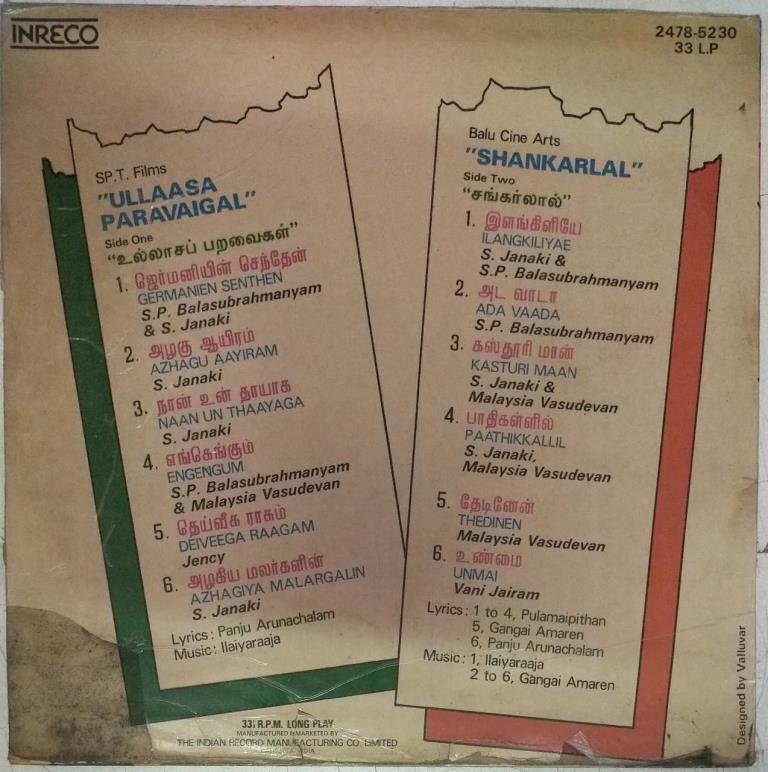 INRECO
2478-5230
33 L.P
SP.T. Films
"ULLAASA
PARAVAIGAL"
Side One
"உல்லாசப் பறவைகள்"
1. ஜெர்மனியின் செந்தேன்
GERMANIEN SENTHEN
S.P. Balasubrahmanyam
& S. Janaki
2. அழகு ஆயிரம்
AZHAGU AAYIRAM
S. Janaki
3. நான் உன் தாயாக
NAAN UN THAAYAGA
S. Janaki
4. எங்கெங்கும்
ENGENGUM
S.P. Balasubrahmanyam
& Malaysia Vasudevan
5. தெய்வீக ராகம்
DEIVEEGA RAAGAM
Jency
6. அழகிய மலர்களின்
AZHAGIYA MALARGALIN
S. Janaki
Lyrics: Panju Arunachalam
Music: Ilaiyaraaja
Balu Cine Arts
"SHANKARLAL"
Side Two
"சங்கர்லால்"
1. இளங்கிளியே
ILANGKILIYAE
S. Janaki &
S.P. Balasubrahmanyam
2. அட வாடா
ADA VAADA
S.P. Balasubrahmanyam
3. கஸ்தூரி மான்
KASTURI MAAN
S. Janaki &
Malaysia Vasudevan
4. பாதிகள்ளில்
PAATHIKKALLIL
S. Janaki,
Malaysia Vasudevan
5. தேடினேன்
THEDINEN
Malaysia Vasudevan
6. உண்மை
UNMAI
Vani Jairam
Lyrics: 1 to 4, Pulamaipithan
5, Gangai Amaren
6, Panju Arunachalam
Music: 1, Ilaiyaraaja
2 to 6, Gangai Amaren
Designed by Valluvar
33⅓ R.P.M. LONG PLAY
MANUFACTURED & MARKETED BY
THE INDIAN RECORD MANUFACTURING CO. LIMITED